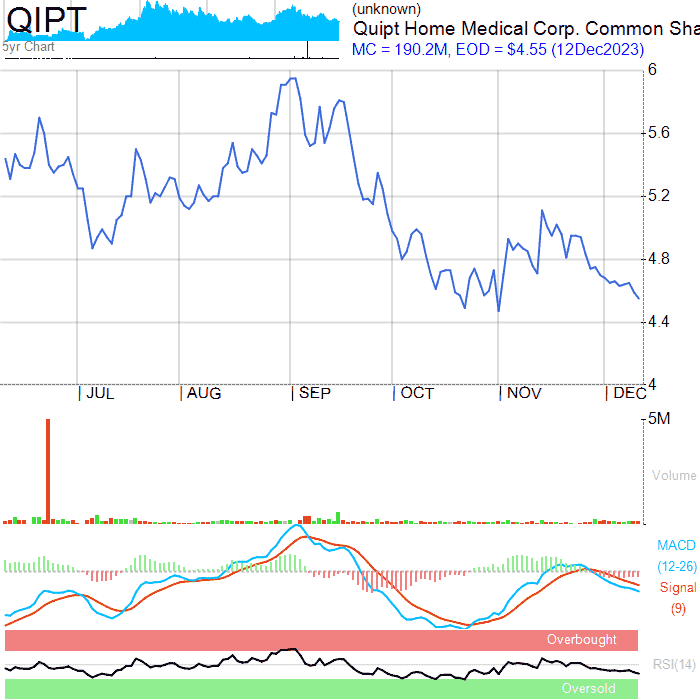 QIPT
5yr Chart
(unknown)
Quipt Home Medical Corp. Common Sha
MC = 190.2M, EOD = $4.55 (12Dec2023)
6
5.6
5.2
4.8
4.4
4
JUL
AUG
SEP
OCT
NOV
DEC
5M
Volume
MACD
(12-26)
Signal
(9)
Overbought
RSI(14)
Oversold